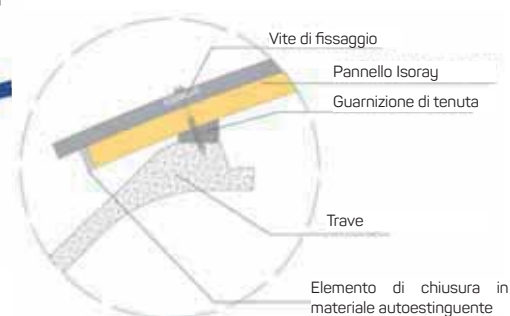 Vite di fissaggio
Pannello Isoray
Guarnizione di tenuta
Trave
Elemento di chiusura in
materiale autoestinguente